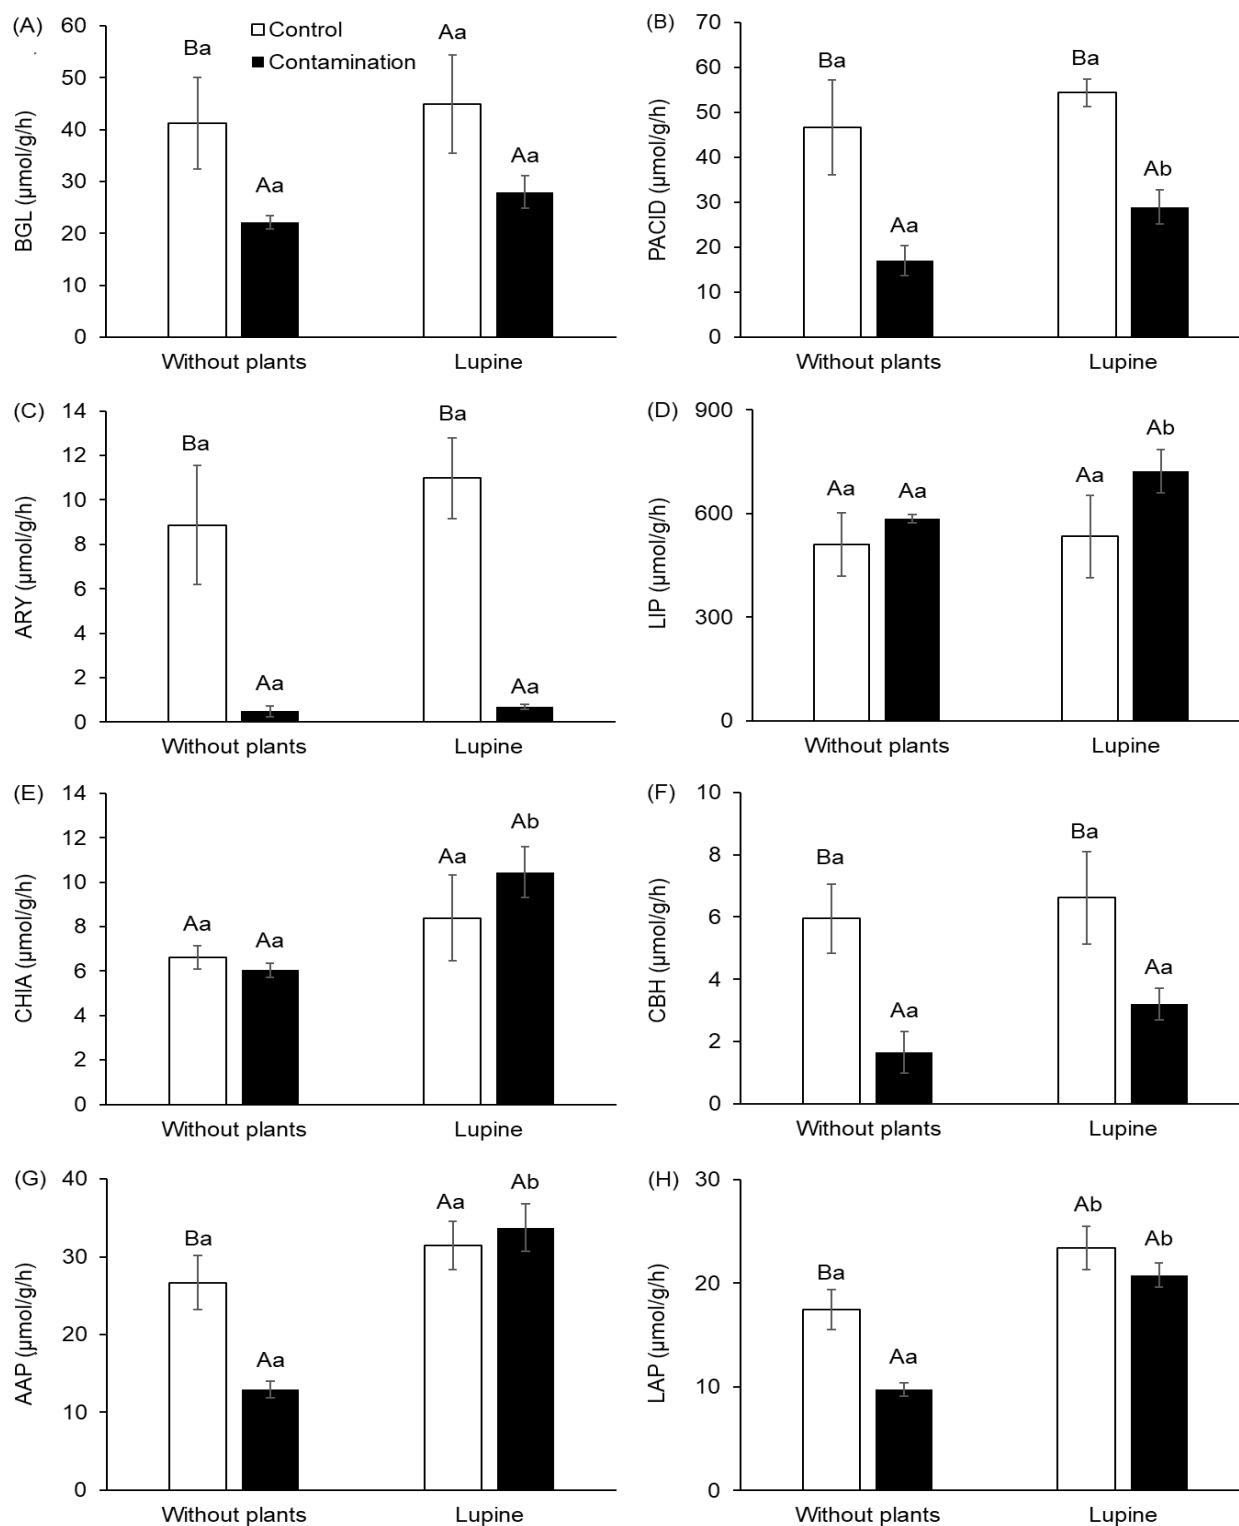 (A)
BGL (µmol/g/h)
60
50
40
30
20
10
0
Control
Contamination
Ba
Aa
Aa
Aa
Without plants
Lupine
(B)
PACID (µmol/g/h)
70
60
50
40
30
20
10
0
Ba
Aa
Ba
Ab
Without plants
Lupine
(C)
ARY (µmol/g/h)
14
12
10
8
6
4
2
0
Ba
Aa
Ba
Aa
Without plants
Lupine
(D)
LIP (µmol/g/h)
900
600
300
0
Aa
Aa
Aa
Ab
Without plants
Lupine
(E)
CHIA (µmol/g/h)
14
12
10
8
6
4
2
0
Aa
Aa
Aa
Ab
Without plants
Lupine
(F)
CBH (µmol/g/h)
10
8
6
4
2
0
Ba
Aa
Ba
Aa
Without plants
Lupine
(G)
AAP (µmol/g/h)
40
30
20
10
0
Ba
Aa
Aa
Ab
Without plants
Lupine
(H)
LAP (µmol/g/h)
30
20
10
0
Ba
Aa
Ab
Ab
Without plants
Lupine